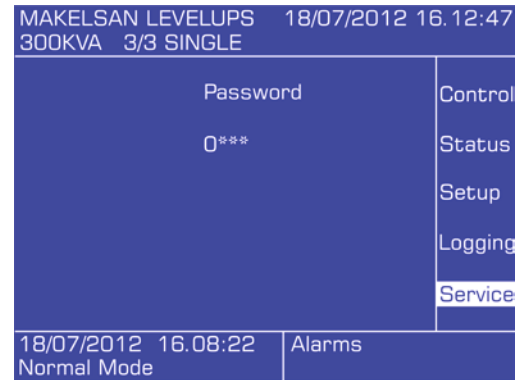 MAKELSAN LEVELUPS 18/07/2012 16.12:47
300KVA 3/3 SINGLE
Password
0***
Control
Status
Setup
Logging
Service
18/07/2012 16.08:22 Alarms
Normal Mode